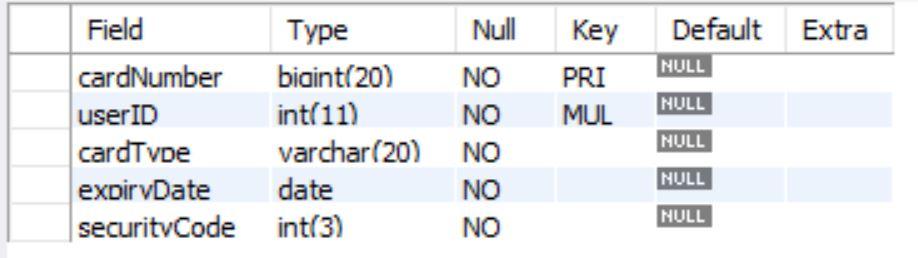 Field Type Null Key Default Extra
cardNumber bigint(20) NO PRI NULL
userID int(11) NO MUL NULL
cardType varchar(20) NO NULL
expiryDate date NO NULL
securityCode int(3) NO NULL